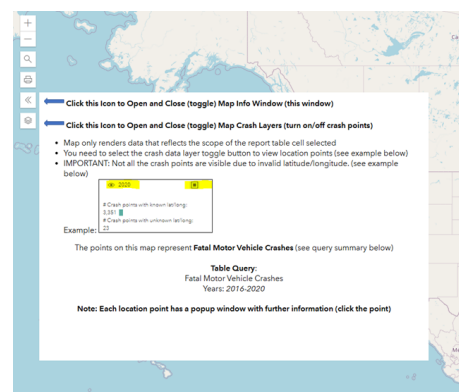 Click this Icon to Open and Close (toggle) Map Info Window (this window)
Click this Icon to Open and Close (toggle) Map Crash Layers (turn on/off crash points)
• Map only renders data that reflects the scope of the report table cell selected
• You need to select the crash data layer toggle button to view location points (see example below)
• IMPORTANT: Not all the crash points are visible due to invalid latitude/longitude. (see example
below)
2020
# Crash points with known lat/long:
3,351
# Crash points with unknown lat/long:
23
Example:
The points on this map represent Fatal Motor Vehicle Crashes (see query summary below)
Table Query:
Fatal Motor Vehicle Crashes
Years: 2016-2020
Note: Each location point has a popup window with further information (click the point)